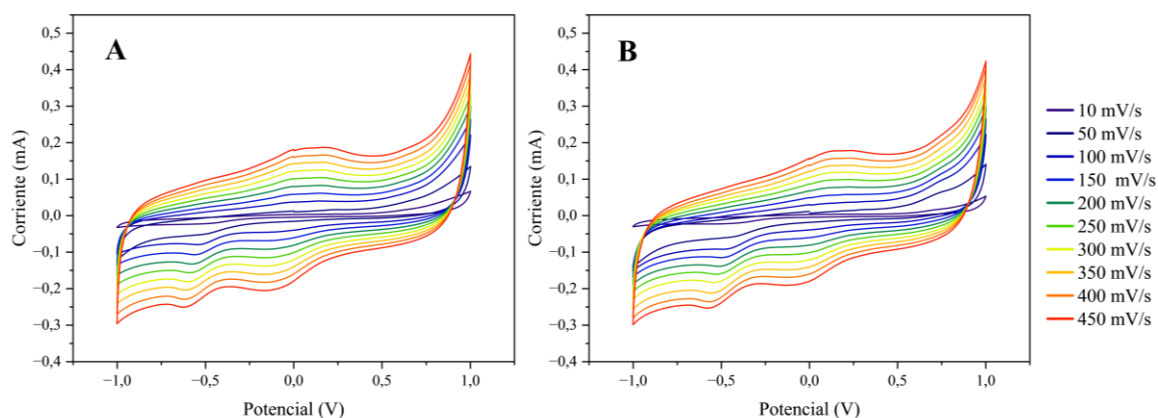 A
0,5
0,4
0,3
0,2
0,1
0,0
−0,1
−0,2
−0,3
−0,4
Corriente (mA)
−1,0 −0,5 0,0 0,5 1,0
Potencial (V)
B
0,5
0,4
0,3
0,2
0,1
0,0
−0,1
−0,2
−0,3
−0,4
Corriente (mA)
−1,0 −0,5 0,0 0,5 1,0
Potencial (V)
10 mV/s
50 mV/s
100 mV/s
150 mV/s
200 mV/s
250 mV/s
300 mV/s
350 mV/s
400 mV/s
450 mV/s